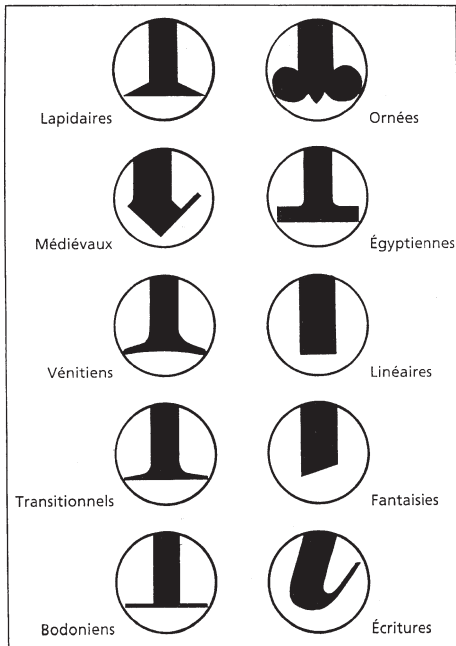 Lapidaires
Ornées
Médiévaux
Égyptiennes
Vénitiens
Linéaires
Transitionnels
Fantaisies
Bodoniens
Écritures